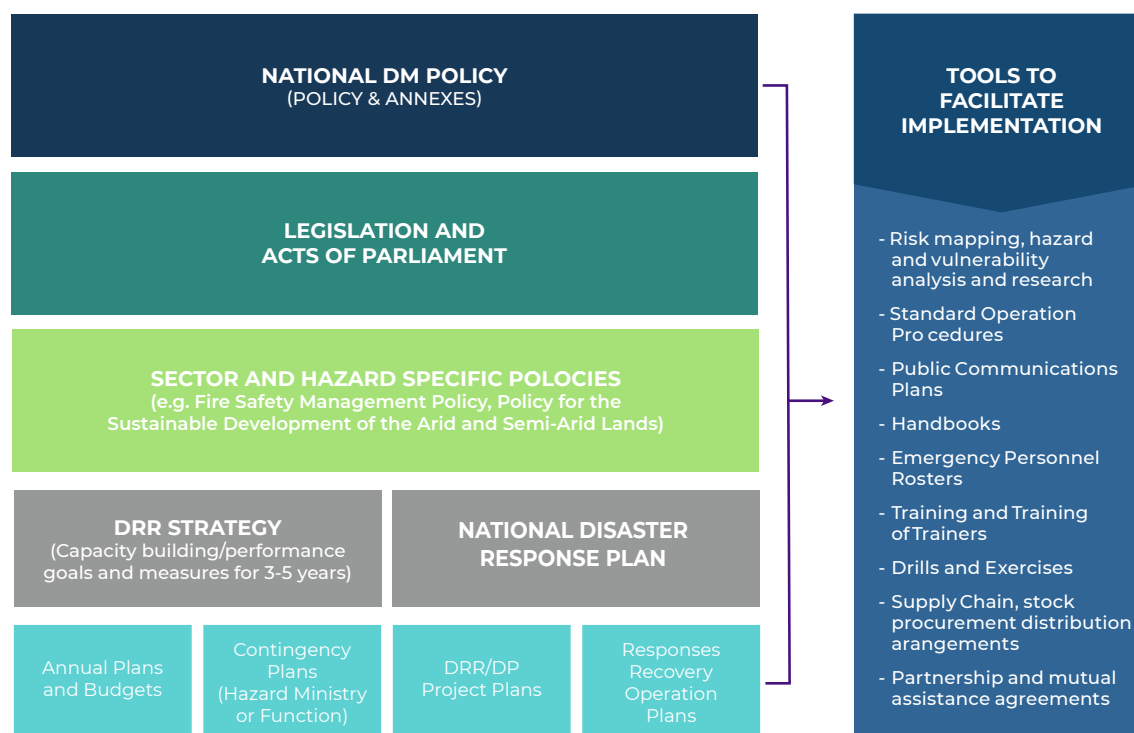 NATIONAL DM POLICY
(POLICY & ANNEXES)
LEGISLATION AND
ACTS OF PARLIAMENT
SECTOR AND HAZARD SPECIFIC POLOCIES
(e.g. Fire Safety Management Policy, Policy for the
Sustainable Development of the Arid and Semi-Arid Lands)
DRR STRATEGY
(Capacity building/performance
goals and measures for 3-5 years)
NATIONAL DISASTER
RESPONSE PLAN
Annual Plans
and Budgets
Contingency
Plans
(Hazard Ministry
or Function)
DRR/DP
Project Plans
Responses
Recovery
Operation
Plans
TOOLS TO
FACILITATE
IMPLEMENTATION
- Risk mapping, hazard
and vulnerability
analysis and research
- Standard Operation
Pro cedures
- Public Communications
Plans
- Handbooks
- Emergency Personnel
Rosters
- Training and Training
of Trainers
- Drills and Exercises
- Supply Chain, stock
procurement distribution
arangements
- Partnership and mutual
assistance agreements